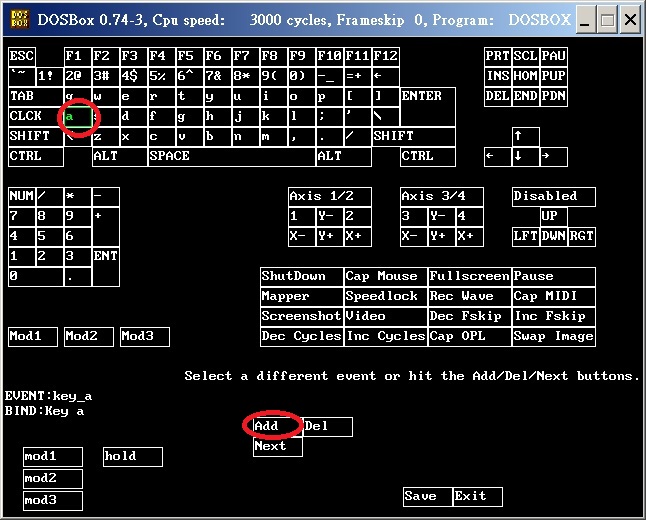 DOSBox 0.74-3, Cpu speed: 3000 cycles, Frameskip 0, Program: DOSBOX
ESC F1 F2 F3 F4 F5 F6 F7 F8 F9 F10 F11 F12 PRT SCL PAU
`~ 1! 2@ 3# 4$ 5% 6^ 7& 8* 9( 0) -_ =+ ← INS HOM PUP
TAB q w e r t y u i o p [ ] ENTER DEL END PDN
CLCK a s d f g h j k l ; ' \
SHIFT < z x c v b n m , . / SHIFT ↑
CTRL ALT SPACE ALT CTRL ← ↓ →
NUM / * - Axis 1/2 Axis 3/4 Disabled
7 8 9 + 1 Y- 2 3 Y- 4 UP
4 5 6 X- Y+ X+ X- Y+ X+ LFT DWN RGT
1 2 3 ENT
0 . ShutDown Cap Mouse Fullscreen Pause
Mapper Speedlock Rec Wave Cap MIDI
Screenshot Video Dec Fskip Inc Fskip
Mod1 Mod2 Mod3 Dec Cycles Inc Cycles Cap OPL Swap Image
Select a different event or hit the Add/Del/Next buttons.
EVENT:key_a
BIND:Key a
Add Del
Next
mod1 hold
mod2
mod3 Save Exit